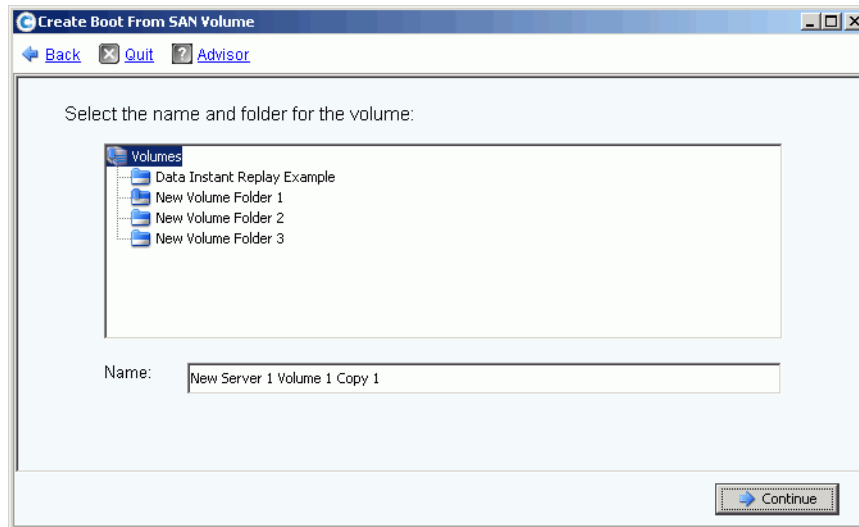 Create Boot From SAN Volume
Back Quit ? Advisor
Select the name and folder for the volume:
Volumes
Data Instant Replay Example
New Volume Folder 1
New Volume Folder 2
New Volume Folder 3
Name: New Server 1 Volume 1 Copy 1
Continue